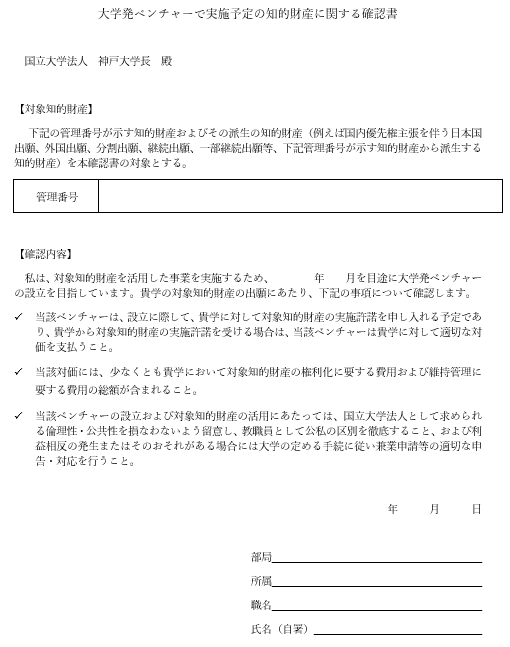 大学発ベンチャーで実施予定の知的財産に関する確認書
国立大学法人　神戸大学長　殿
【対象知的財産】
下記の管理番号が示す知的財産およびその派生の知的財産（例えば国内優先権主張を伴う日本国
出願、外国出願、分割出願、継続出願、一部継続出願等、下記管理番号が示す知的財産から派生する
知的財産）を本確認書の対象とする。
管理番号
【確認内容】
私は、対象知的財産を活用した事業を実施するため、　　　　年　　月を目途に大学発ベンチャー
の設立を目指しています。貴学の対象知的財産の出願にあたり、下記の事項について確認します。
✓ 当該ベンチャーは、設立に際して、貴学に対して対象知的財産の実施許諾を申し入れる予定であ
り、貴学から対象知的財産の実施許諾を受ける場合は、当該ベンチャーは貴学に対して適切な対
価を支払うこと。
✓ 当該対価には、少なくとも貴学において対象知的財産の権利化に要する費用および維持管理に
要する費用の総額が含まれること。
✓ 当該ベンチャーの設立および対象知的財産の活用にあたっては、国立大学法人として求められ
る倫理性・公共性を損なわないよう留意し、教職員として公私の区別を徹底すること、および利
益相反の発生またはそのおそれがある場合には大学の定める手続に従い兼業申請等の適切な申
告・対応を行うこと。
年　　　月　　　日
部局
所属
職名
氏名（自署）